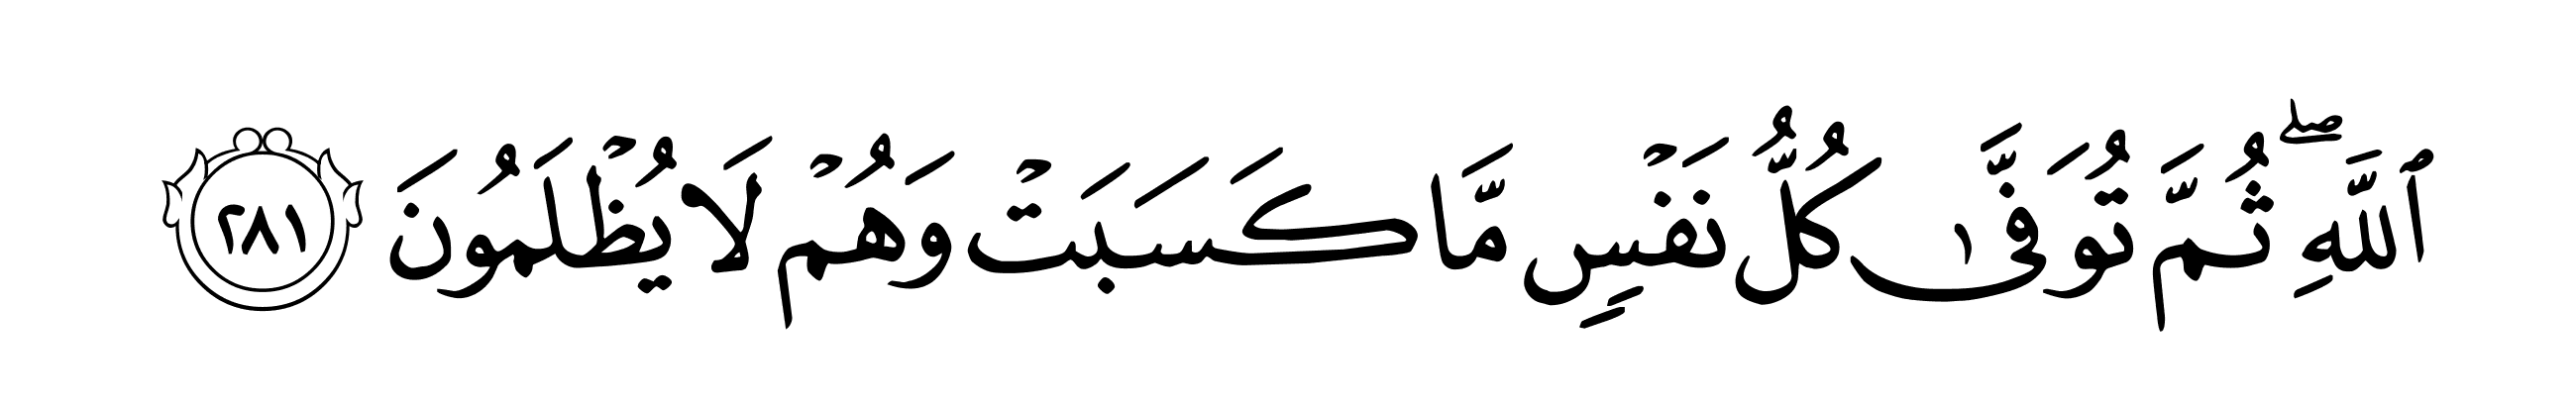 ٱللَّهِۖ ثُمَّ تُوَفَّىٰ كُلُّ نَفۡسٖ مَّا كَسَبَتۡ وَهُمۡ لَا يُظۡلَمُونَ ٢٨١